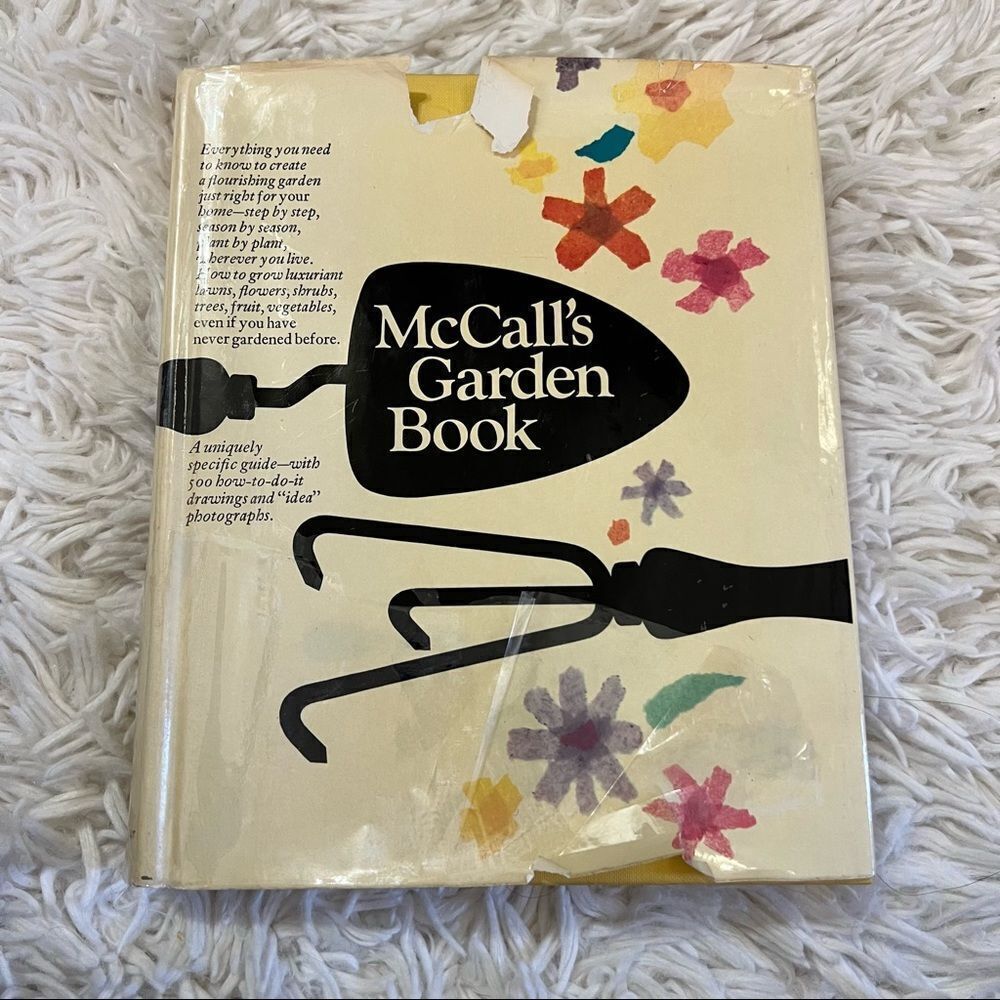 Everything you need
to know to create
a flourishing garden
just right for your
home—step by step,
season by season,
plant by plant,
wherever you live.
How to grow luxuriant
lawns, flowers, shrubs,
trees, fruit, vegetables,
even if you have
never gardened before.
McCall's
Garden
Book
A uniquely
specific guide—with
500 how-to-do-it
drawings and “idea”
photographs.